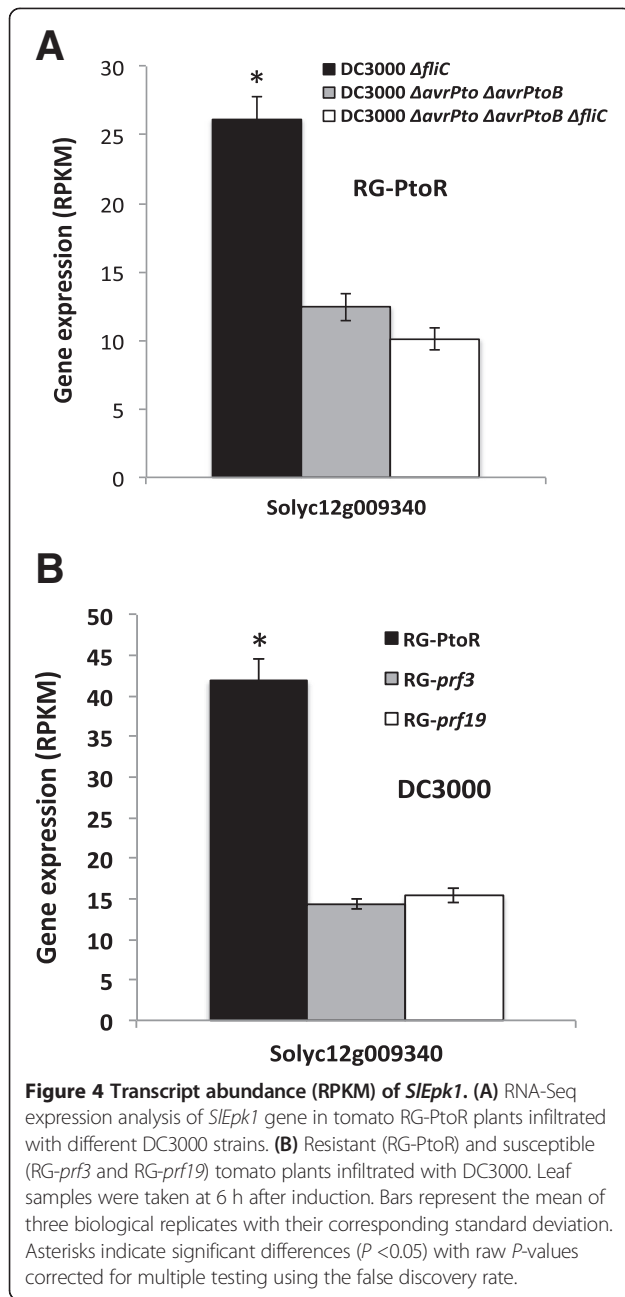 A
Gene expression (RPKM)
30
25
20
15
10
5
0
*
DC3000 ΔfliC
DC3000 ΔavrPto ΔavrPtoB
DC3000 ΔavrPto ΔavrPtoB ΔfliC
RG-PtoR
Solyc12g009340
B
Gene expression (RPKM)
50
45
40
35
30
25
20
15
10
5
0
*
RG-PtoR
RG-prf3
RG-prf19
DC3000
Solyc12g009340
Figure 4 Transcript abundance (RPKM) of SlEpk1. (A) RNA-Seq
expression analysis of SlEpk1 gene in tomato RG-PtoR plants infiltrated
with different DC3000 strains. (B) Resistant (RG-PtoR) and susceptible
(RG-prf3 and RG-prf19) tomato plants infiltrated with DC3000. Leaf
samples were taken at 6 h after induction. Bars represent the mean of
three biological replicates with their corresponding standard deviation.
Asterisks indicate significant differences (P <0.05) with raw P-values
corrected for multiple testing using the false discovery rate.